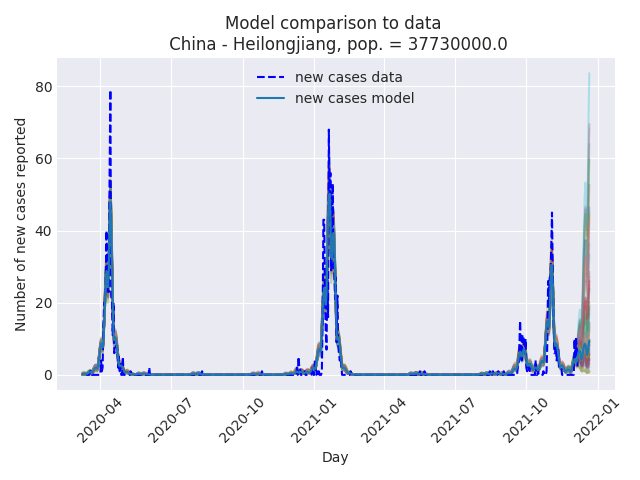 Model comparison to data
China - Heilongjiang, pop. = 37730000.0
new cases data
new cases model
Number of new cases reported
80
60
40
20
0
2020-04
2020-07
2020-10
2021-01
2021-04
2021-07
2021-10
2022-01
Day